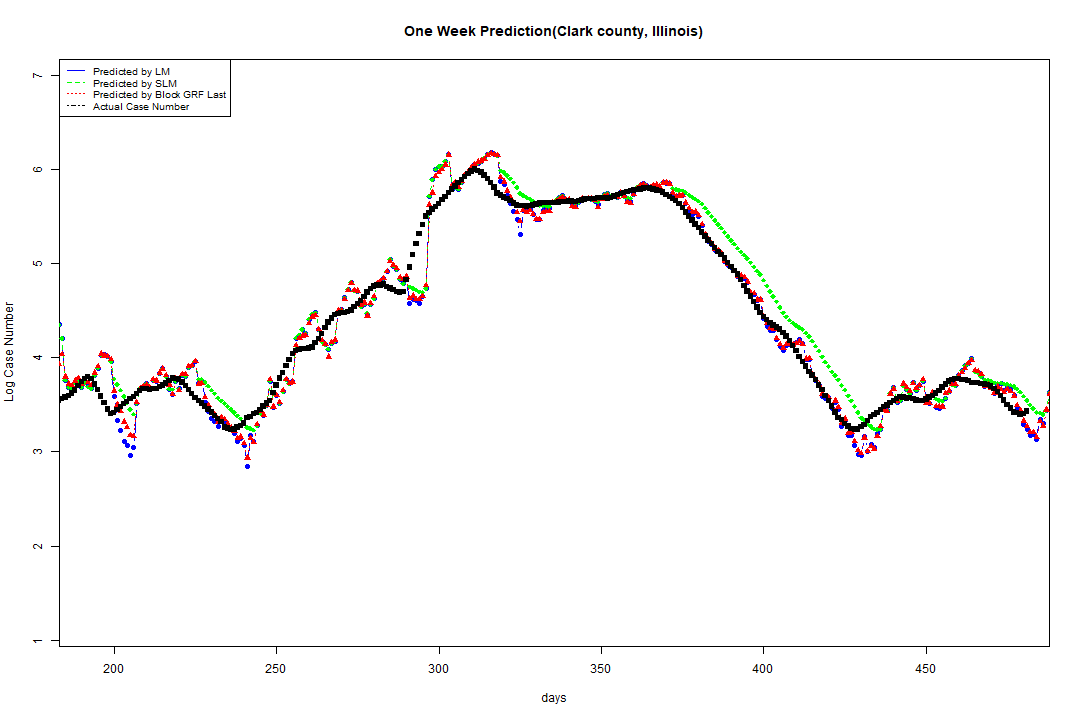 One Week Prediction(Clark county, Illinois)
Predicted by LM
Predicted by SLM
Predicted by Block GRF Last
Actual Case Number
7
6
5
4
3
2
1
Log Case Number
200 250 300 350 400 450
days